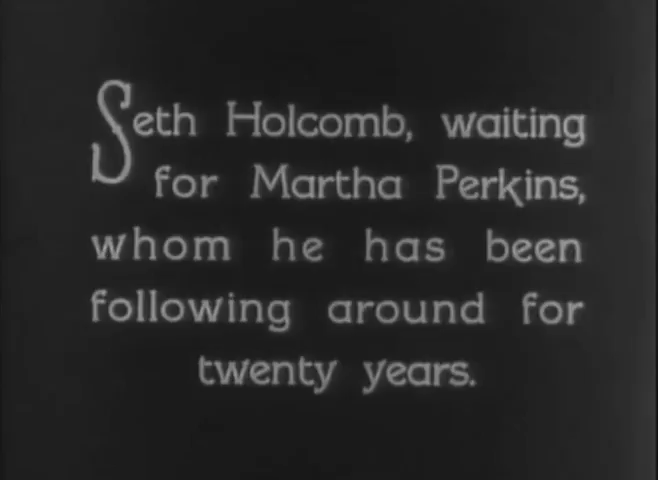 Seth Holcomb, waiting
for Martha Perkins,
whom he has been
following around for
twenty years.